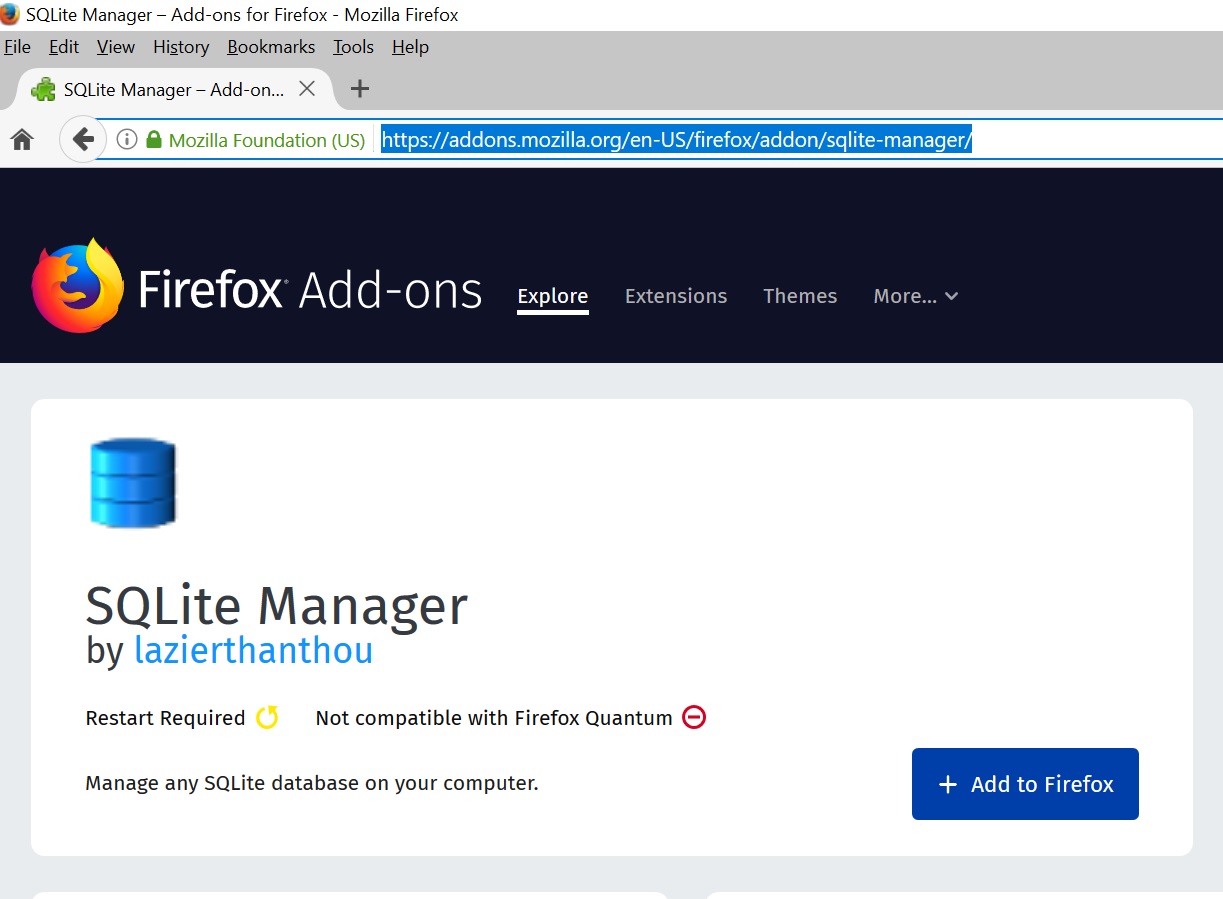 SQLite Manager – Add-ons for Firefox - Mozilla Firefox
File Edit View History Bookmarks Tools Help
SQLite Manager – Add-on...
Mozilla Foundation (US) https://addons.mozilla.org/en-US/firefox/addon/sqlite-manager/
Firefox Add-ons Explore Extensions Themes More...
SQLite Manager
by lazierthanthou
Restart Required Not compatible with Firefox Quantum
Manage any SQLite database on your computer.
+ Add to Firefox